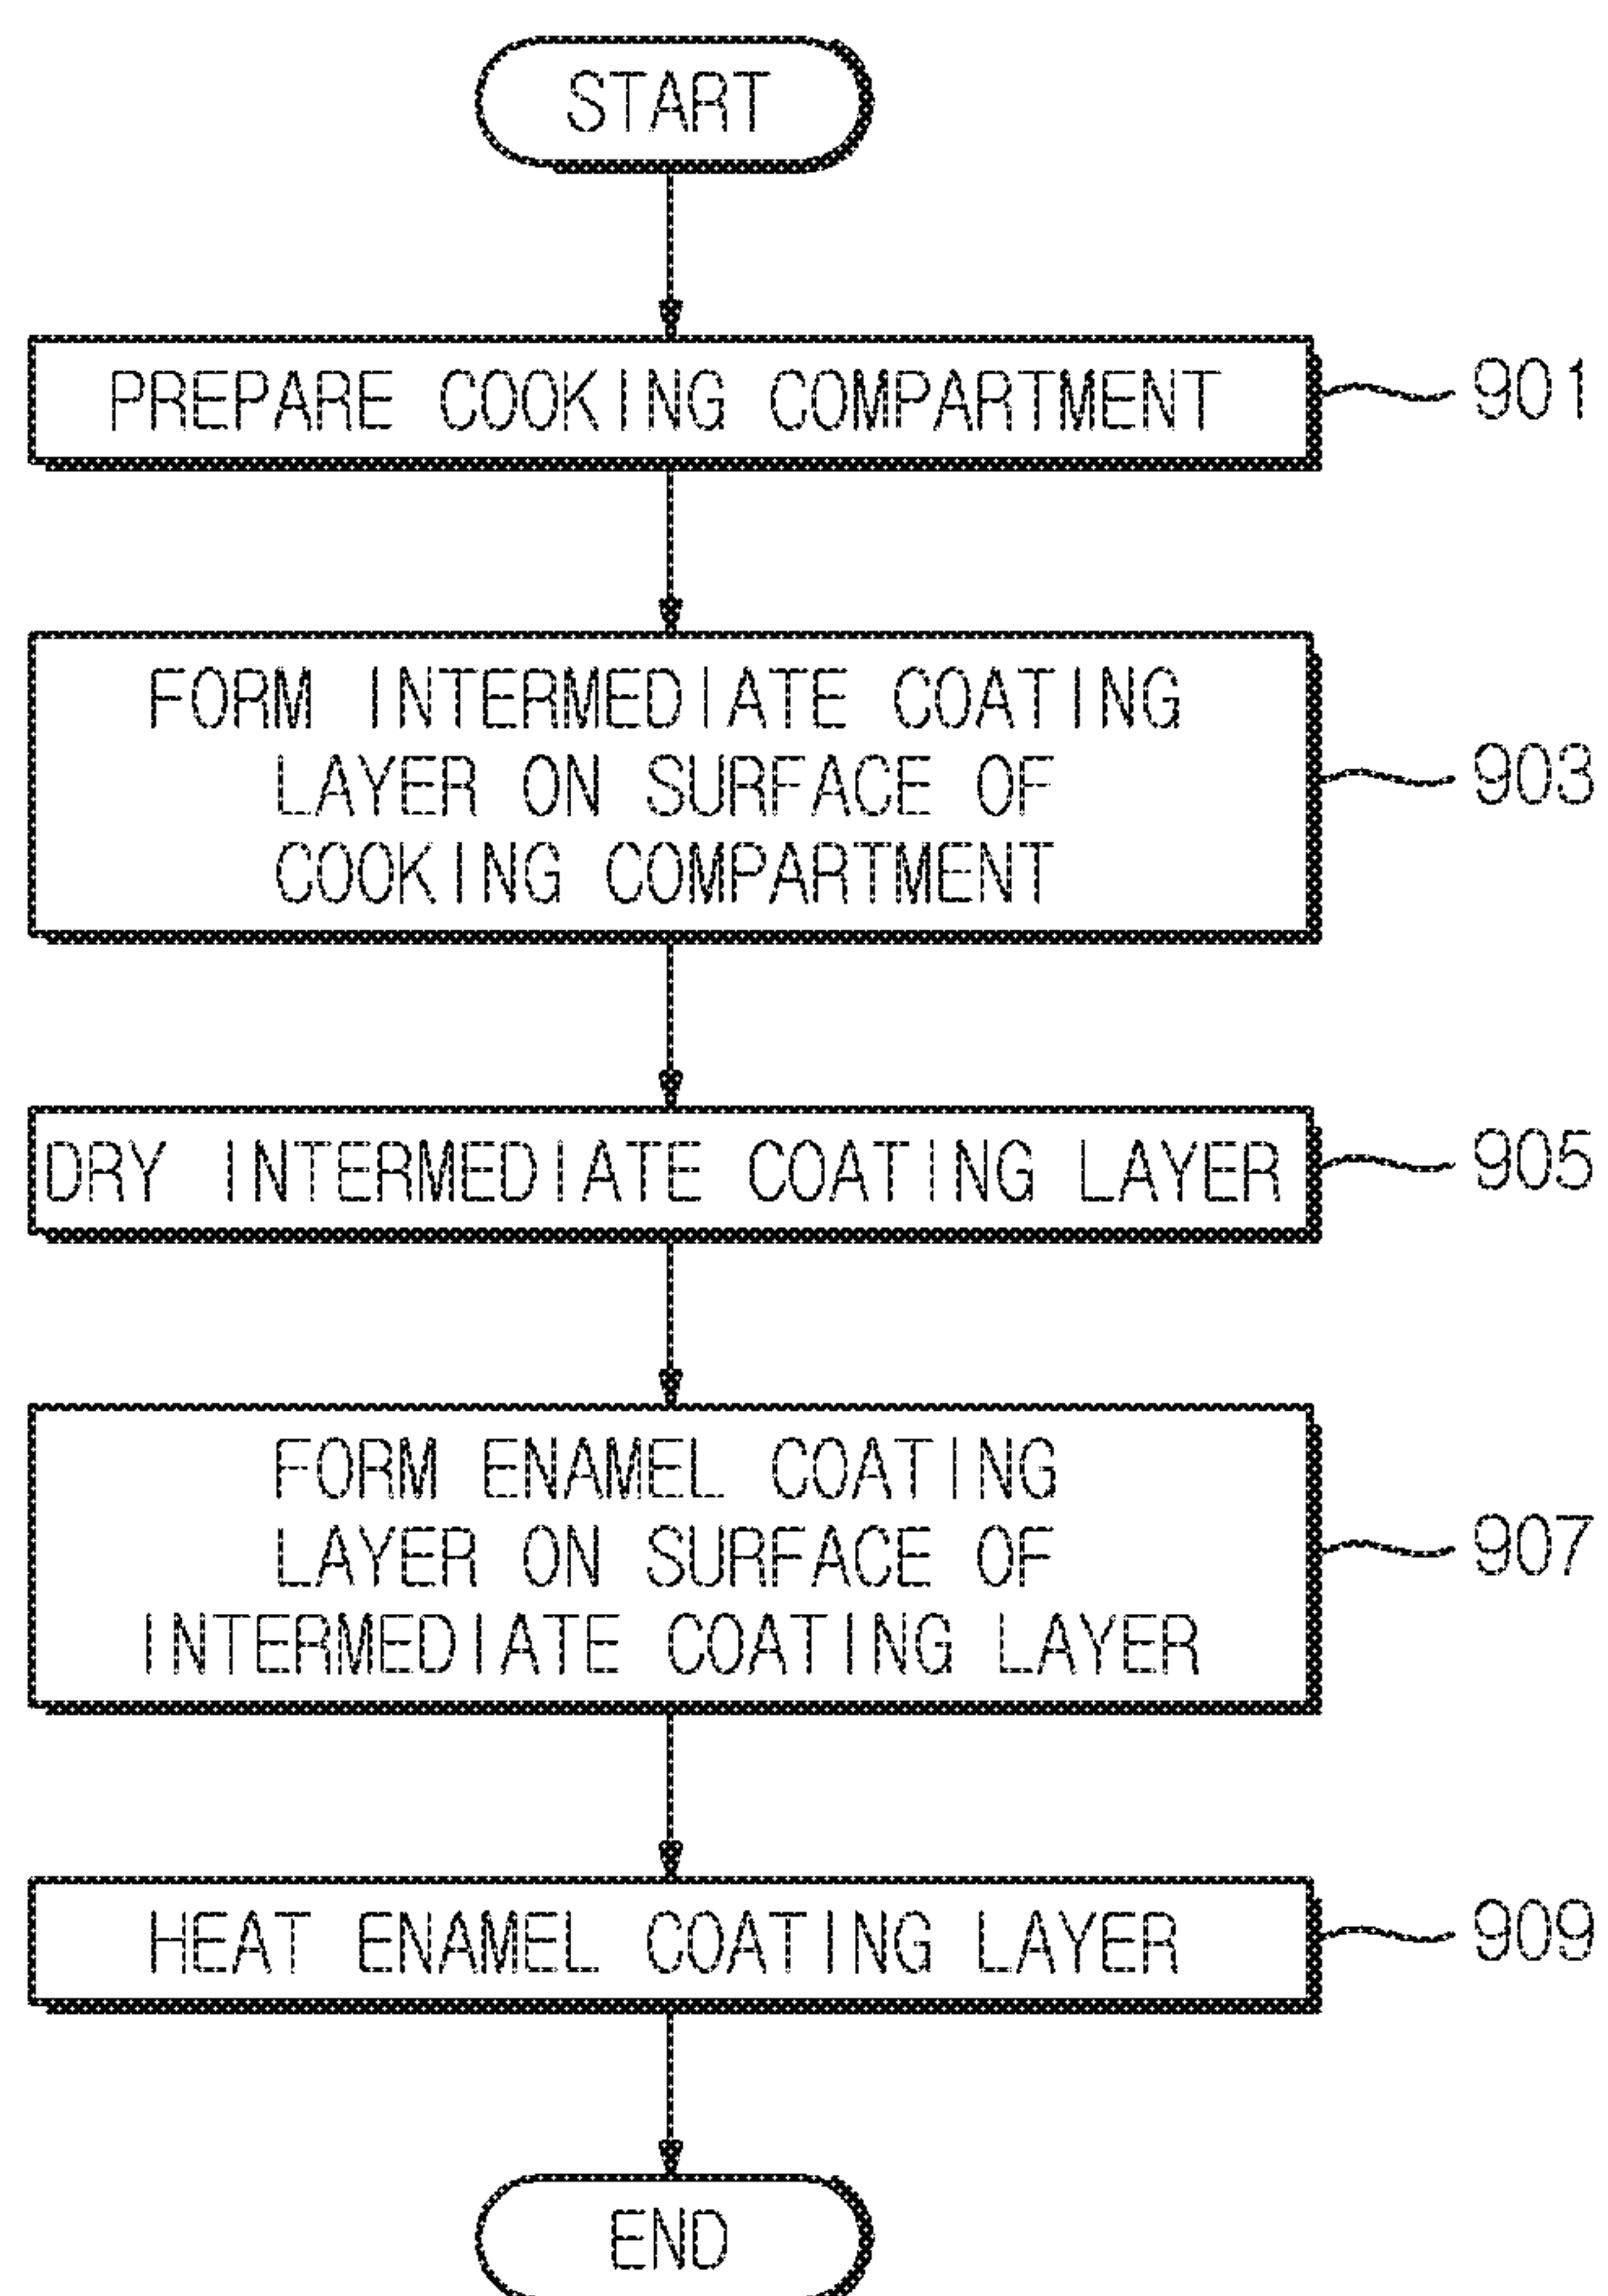 START
PREPARE COOKING COMPARTMENT
901
FORM INTERMEDIATE COATING
LAYER ON SURFACE OF
COOKING COMPARTMENT
903
DRY INTERMEDIATE COATING LAYER
905
FORM ENAMEL COATING
LAYER ON SURFACE OF
INTERMEDIATE COATING LAYER
907
HEAT ENAMEL COATING LAYER
909
END